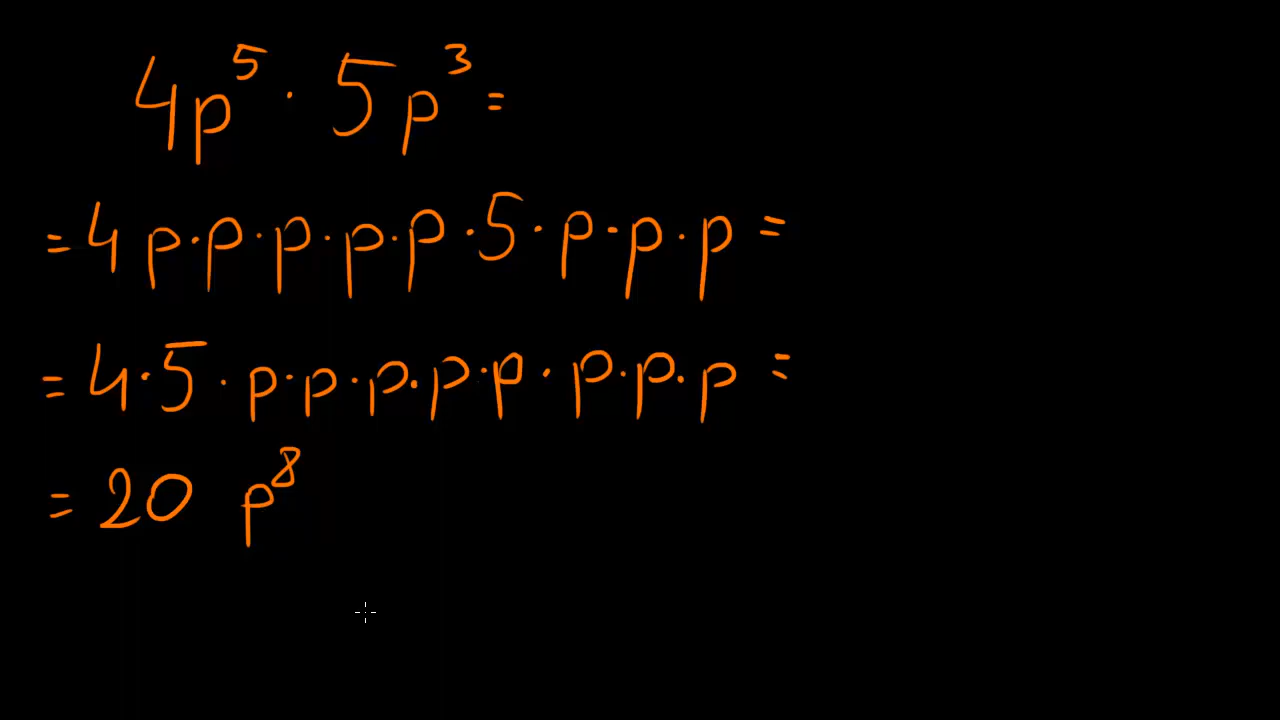 4p⁵ · 5p³ =
= 4 p · p · p · p · p · 5 · p · p · p =
= 4 · 5 · p · p · p · p · p · p · p · p =
= 20 p⁸